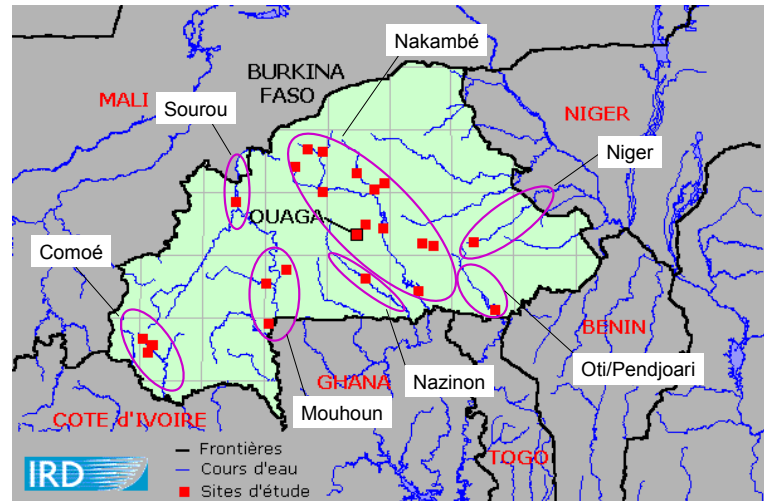 Nakambé
BURKINA
FASO
MALI
Sourou
NIGER
Niger
OUAGA
Comoé
BENIN
Oti/Pendjoari
GHANA
Nazinon
Mouhoun
COTE d'IVOIRE
TOGO
IRD
Frontières
Cours d'eau
Sites d'étude